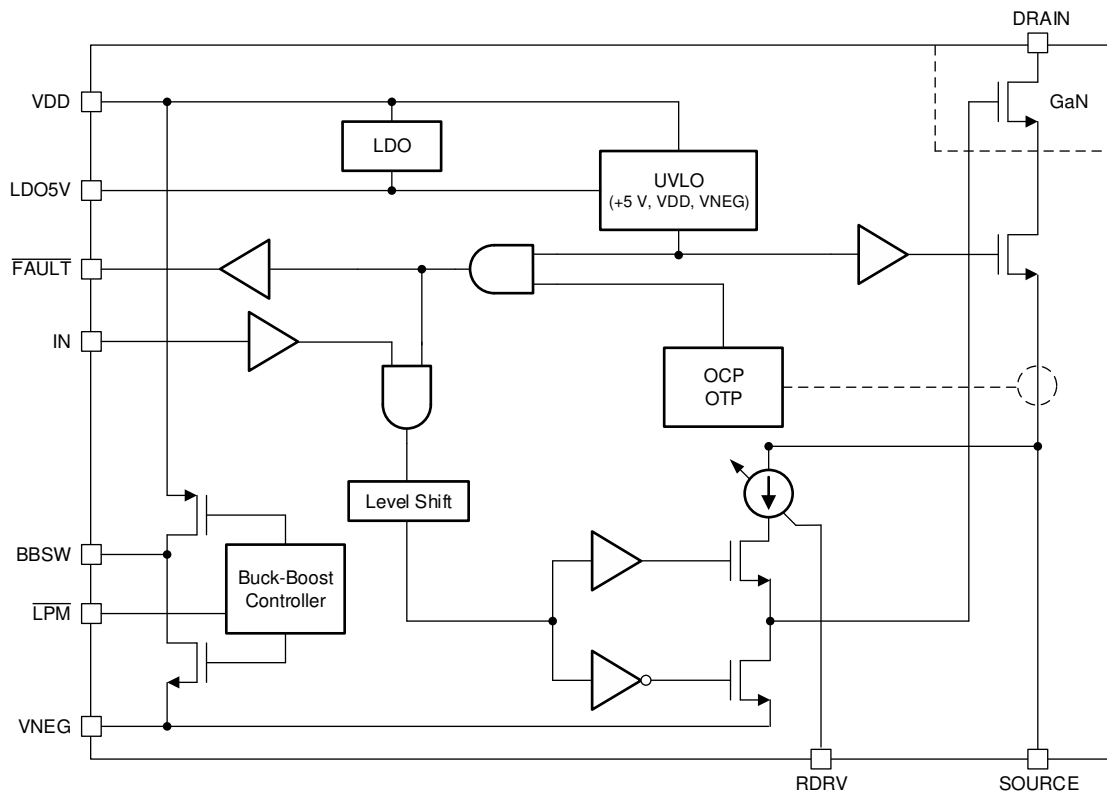 DRAIN
VDD
GaN
LDO
UVLO
(+5 V, VDD, VNEG)
LDO5V
FAULT
IN
OCP
OTP
Level Shift
BBSW
Buck-Boost
Controller
LPM
VNEG
RDRV
SOURCE